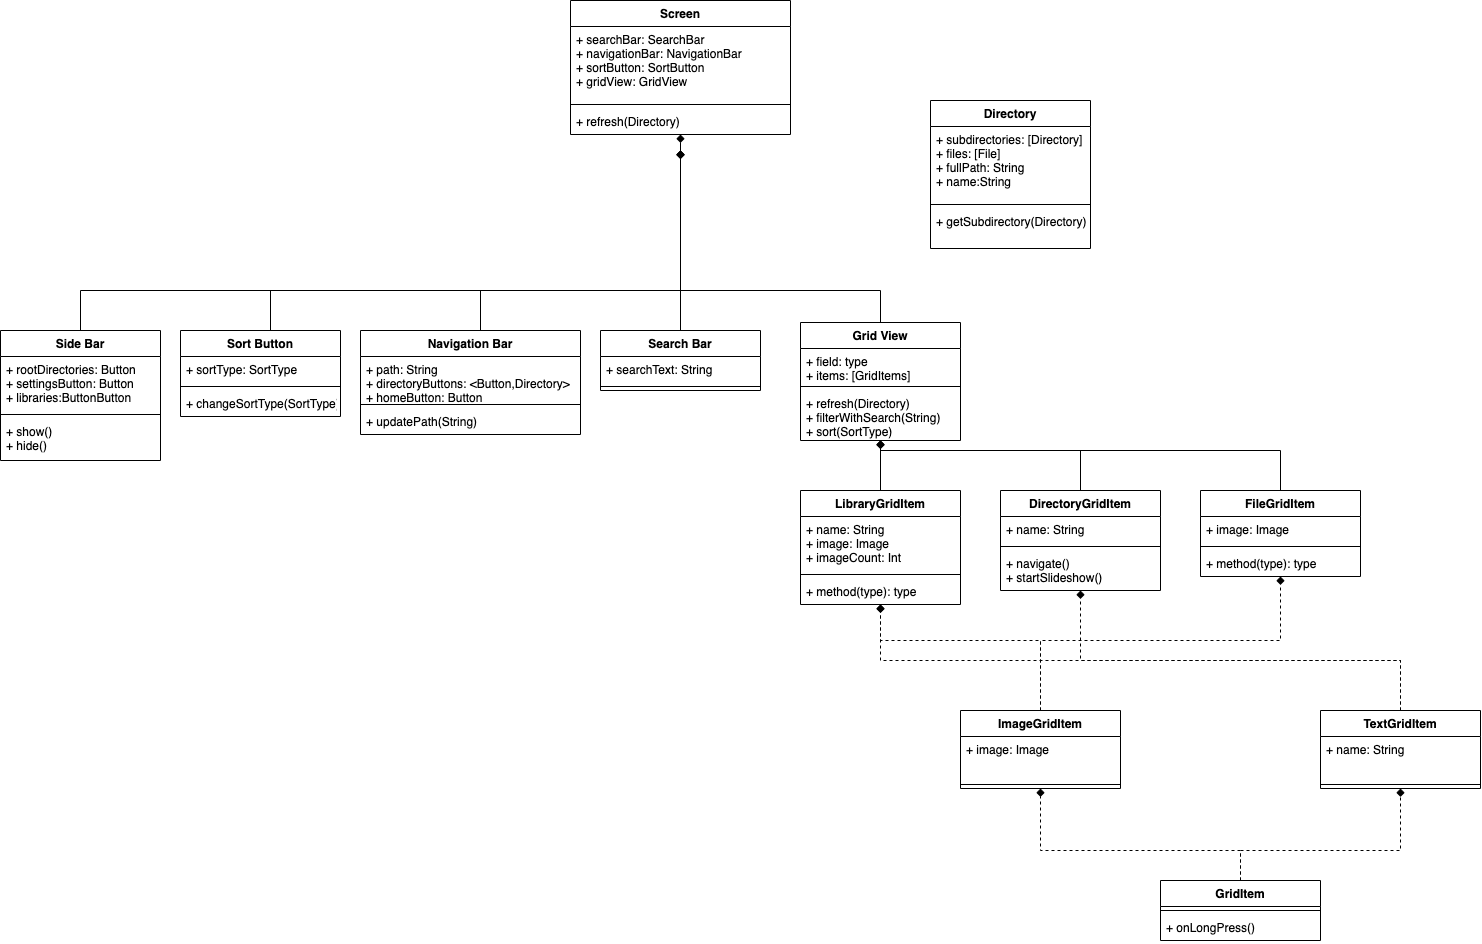 Screen
+ searchBar: SearchBar
+ navigationBar: NavigationBar
+ sortButton: SortButton
+ gridView: GridView
+ refresh(Directory)
Directory
+ subdirectories: [Directory]
+ files: [File]
+ fullPath: String
+ name:String
+ getSubdirectory(Directory)
Side Bar
+ rootDirectories: Button
+ settingsButton: Button
+ libraries:ButtonButton
+ show()
+ hide()
Sort Button
+ sortType: SortType
+ changeSortType(SortType
Navigation Bar
+ path: String
+ directoryButtons: <Button,Directory>
+ homeButton: Button
+ updatePath(String)
Search Bar
+ searchText: String
Grid View
+ field: type
+ items: [GridItems]
+ refresh(Directory)
+ filterWithSearch(String)
+ sort(SortType)
LibraryGridItem
+ name: String
+ image: Image
+ imageCount: Int
+ method(type): type
DirectoryGridItem
+ name: String
+ navigate()
+ startSlideshow()
FileGridItem
+ image: Image
+ method(type): type
ImageGridItem
+ image: Image
TextGridItem
+ name: String
GridItem
+ onLongPress()